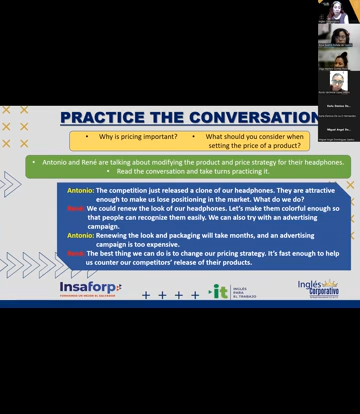 PRACTICE THE CONVERSATION
• Why is pricing important?
• What should you consider when
setting the price of a product?
• Antonio and René are talking about modifying the product and price strategy for their headphones.
• Read the conversation and take turns practicing it.
Antonio: The competition just released a clone of our headphones. They are attractive
enough to make us lose positioning in the market. What do we do?
René: We could renew the look of our headphones. Let's make them colorful enough so
that people can recognize them easily. We can also try with an advertising
campaign.
Antonio: Renewing the look and packaging will take months, and an advertising
campaign is too expensive.
René: The best thing we can do is to change our pricing strategy. It's fast enough to help
us counter our competitors' release of their products.
Insaforp
it
INGLÉS
PARA
EL TRABAJO
Inglés
Corporativo